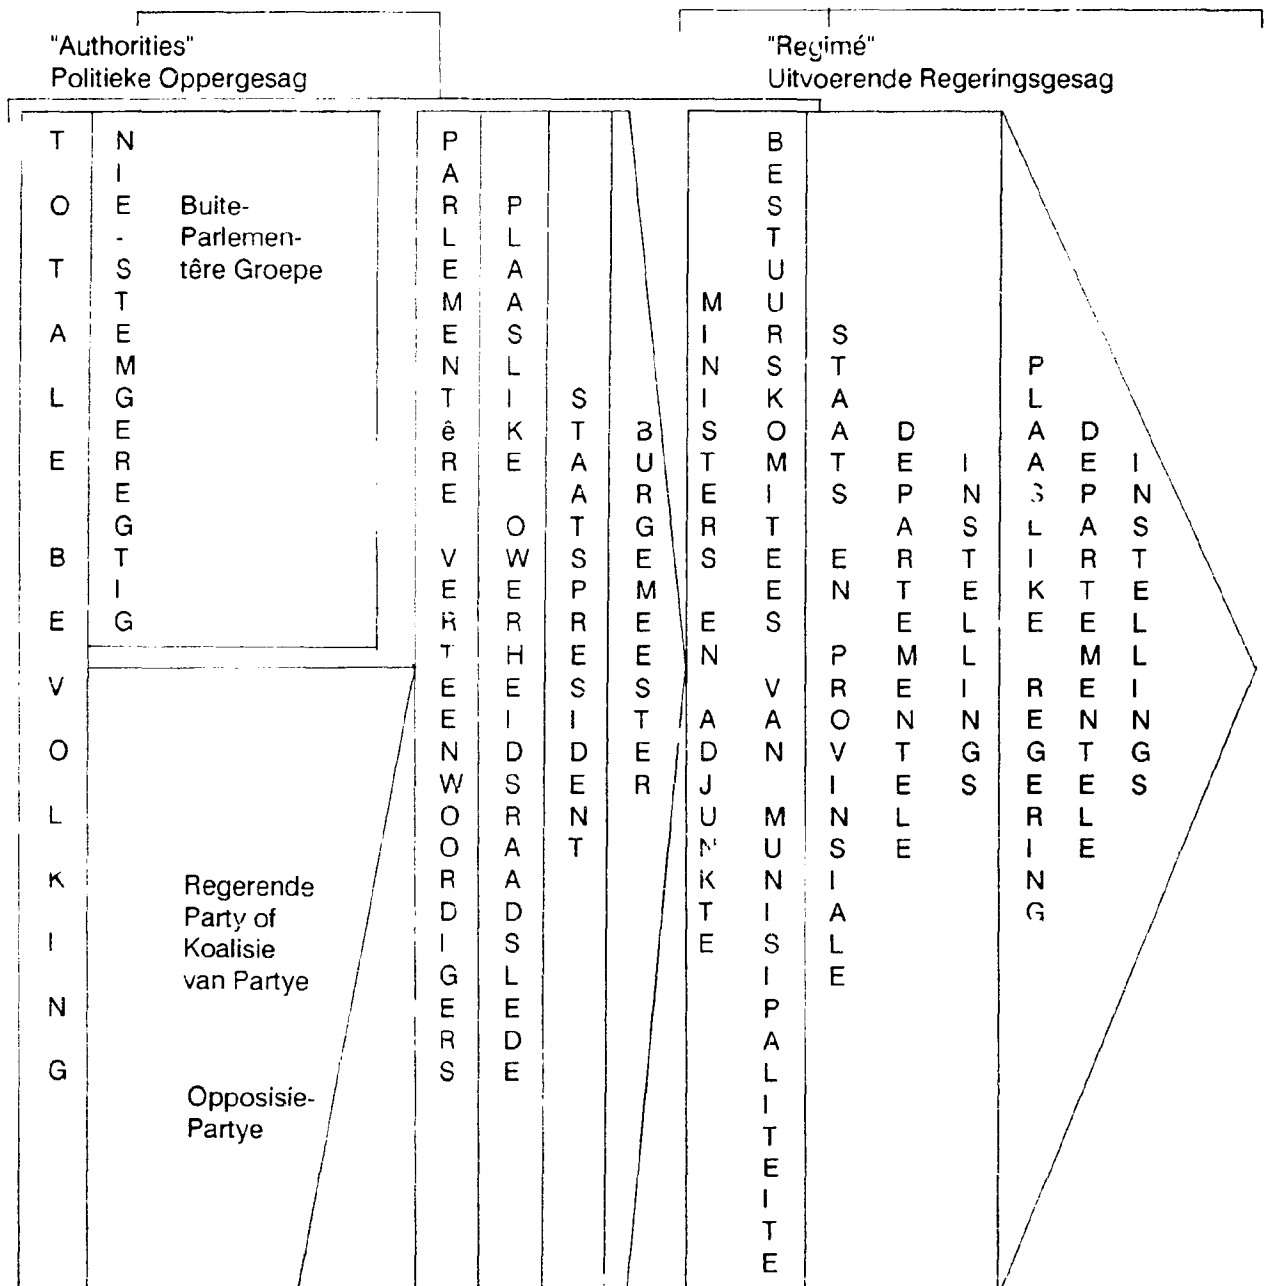 "Authorities"
Politieke Oppergesag
"Regimé"
Uitvoerende Regeringsgesag
TOTALE BEVOLKING
NIE-STEMGEREGTIG
Buite-
Parlemen-
têre Groepe
Regerende
Party of
Koalisie
van Partye
Opposisie-
Partye
PARLEMENTêRE VERTEENWOORDIGERS
PLAASLIKE OWERHEIDSRAADSLEDE
STAATSPRESIDENT
BURGEMEESTER
MINISTERS EN ADJUNKTE
BESTUURSKOMITEES VAN MUNISIPALITEITE
STAATS EN PROVINSIALE
DEPARTEMENTELE
INSTELLINGS
PLAASLIKE REGERING
DEPARTEMENTELE
INSTELINGS